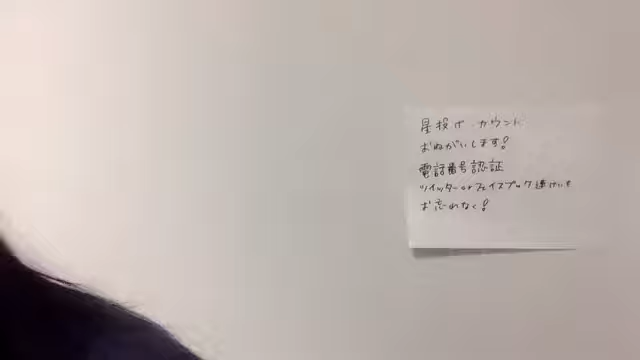 星投げ・カウント
おねがいします!
電話番号認証
ツイッターorフェイスブック連けいも
お忘れなく!